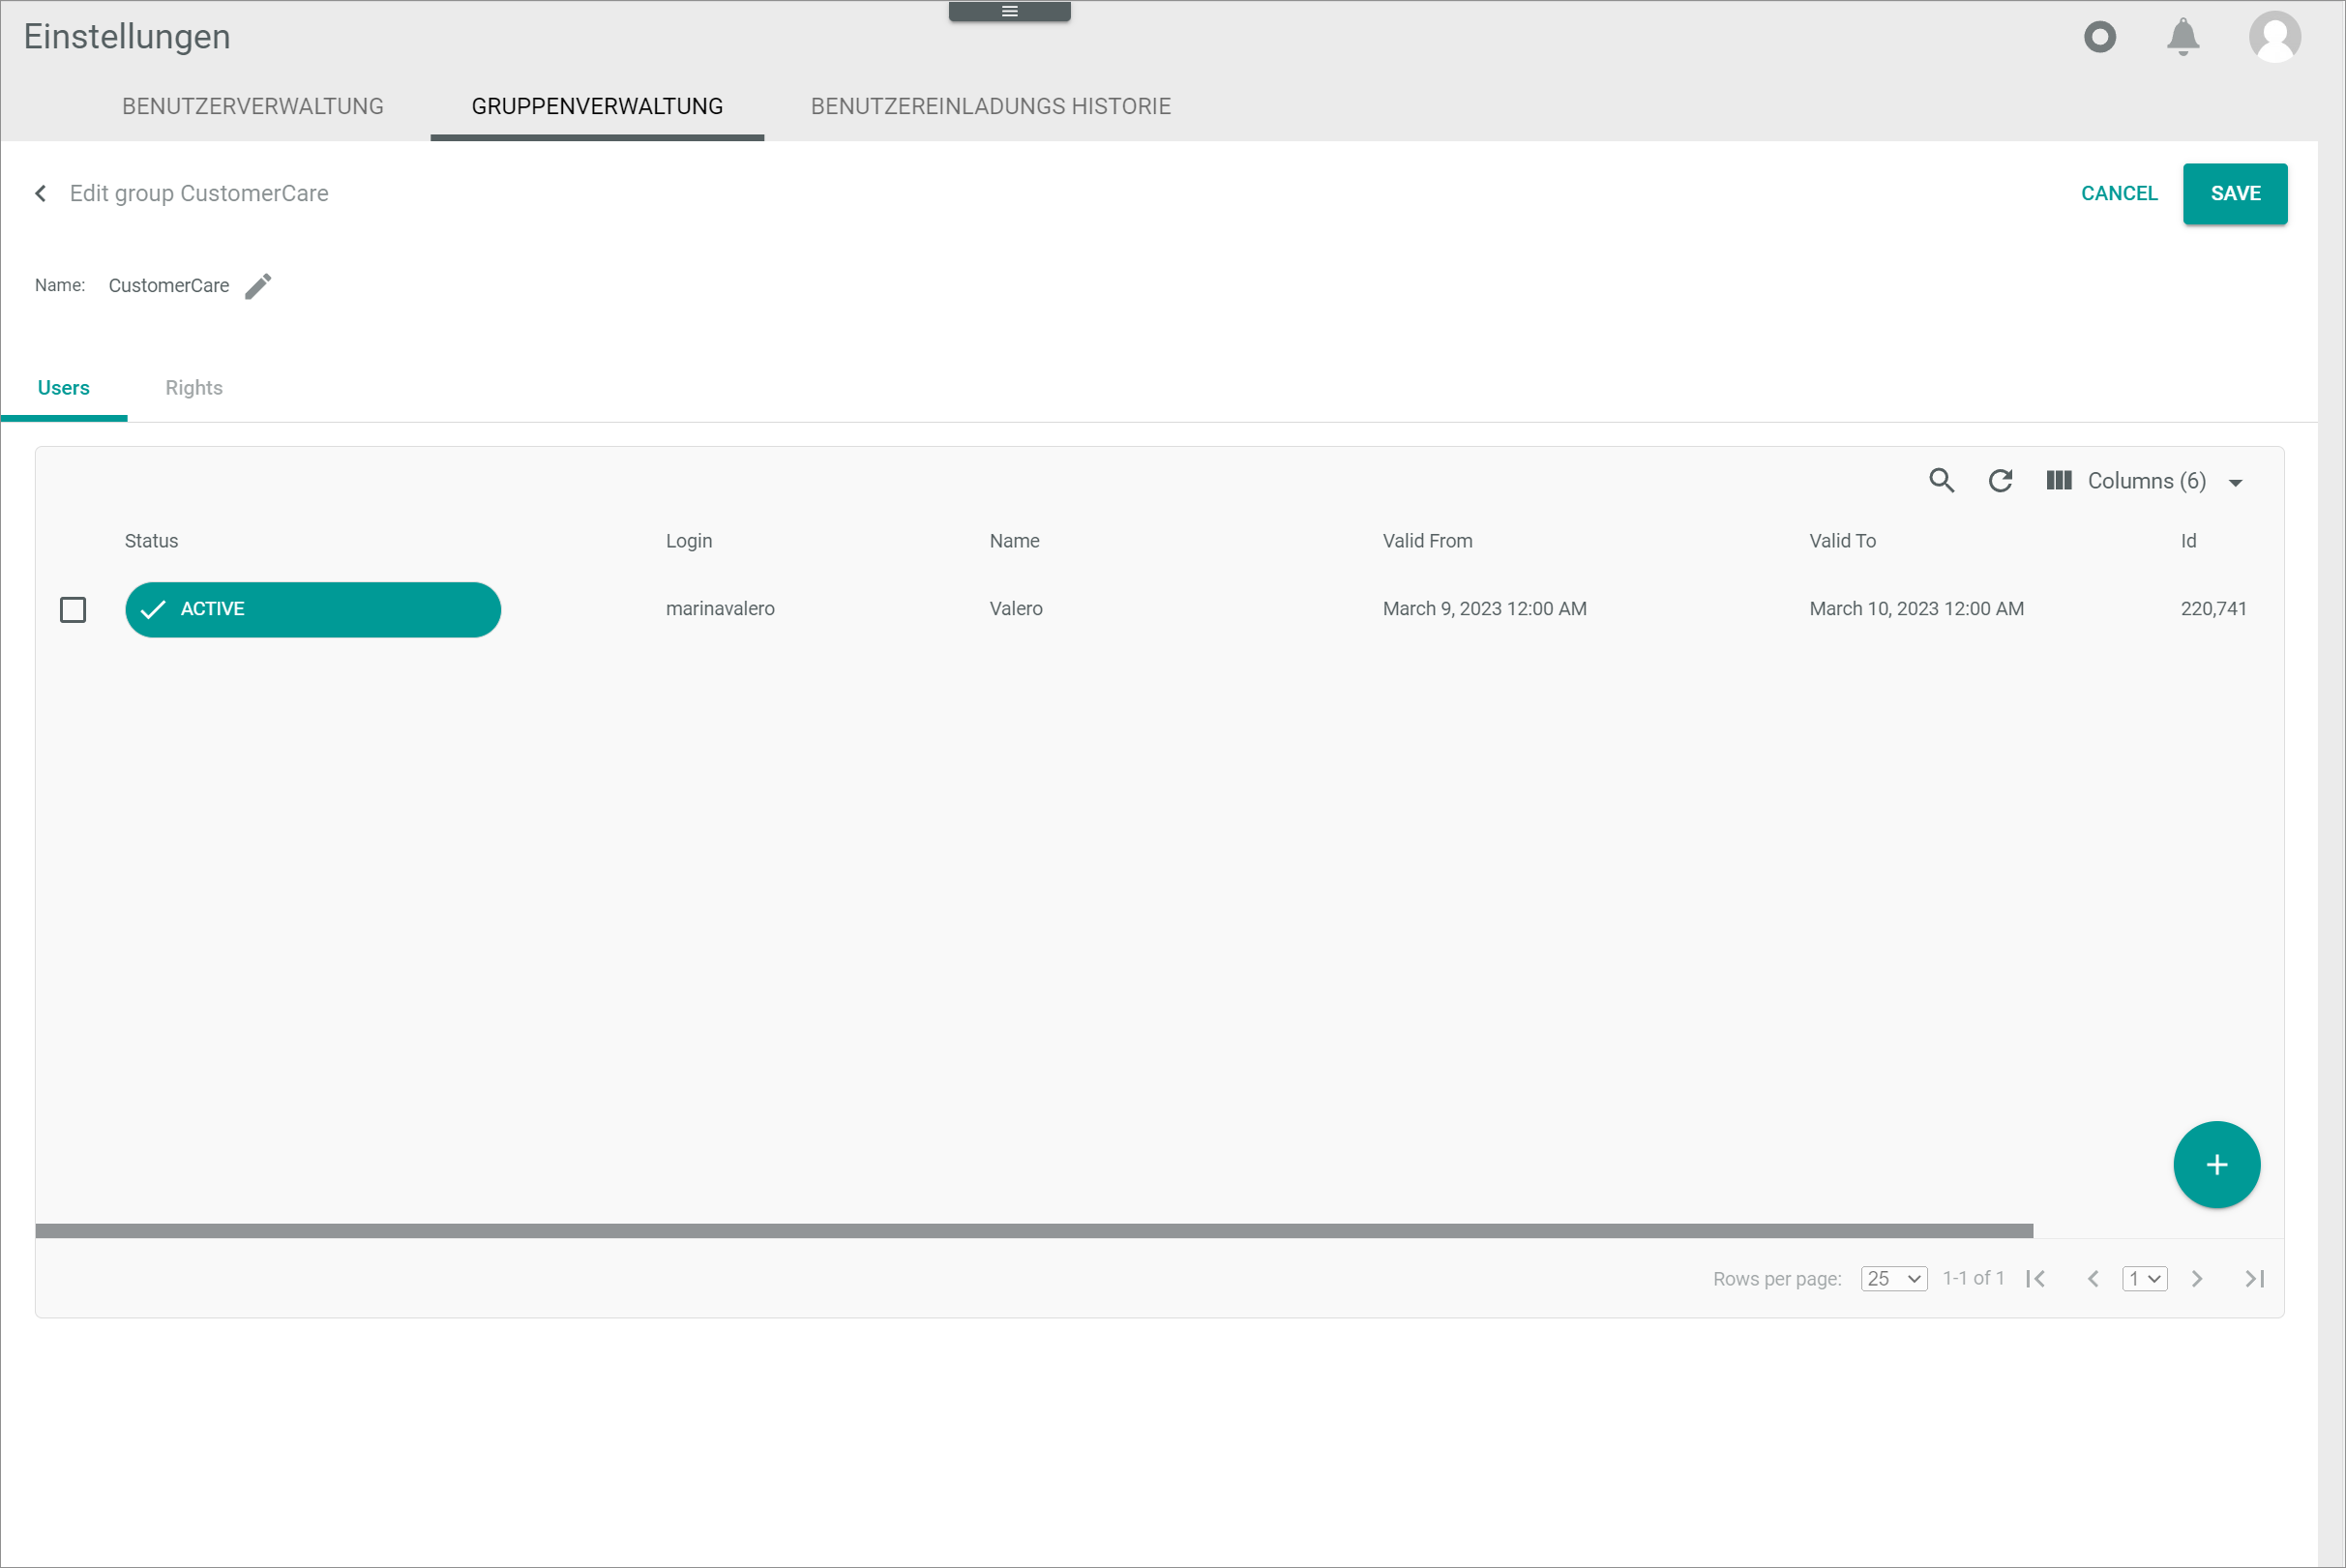 Einstellungen
BENUTZERVERWALTUNG GRUPPENVERWALTUNG BENUTZEREINLADUNGS HISTORIE
Edit group CustomerCare CANCEL SAVE
Name: CustomerCare
Users Rights
Columns (6)
Status Login Name Valid From Valid To Id
ACTIVE marinavalero Valero March 9, 2023 12:00 AM March 10, 2023 12:00 AM 220,741
Rows per page: 25 1-1 of 1 1